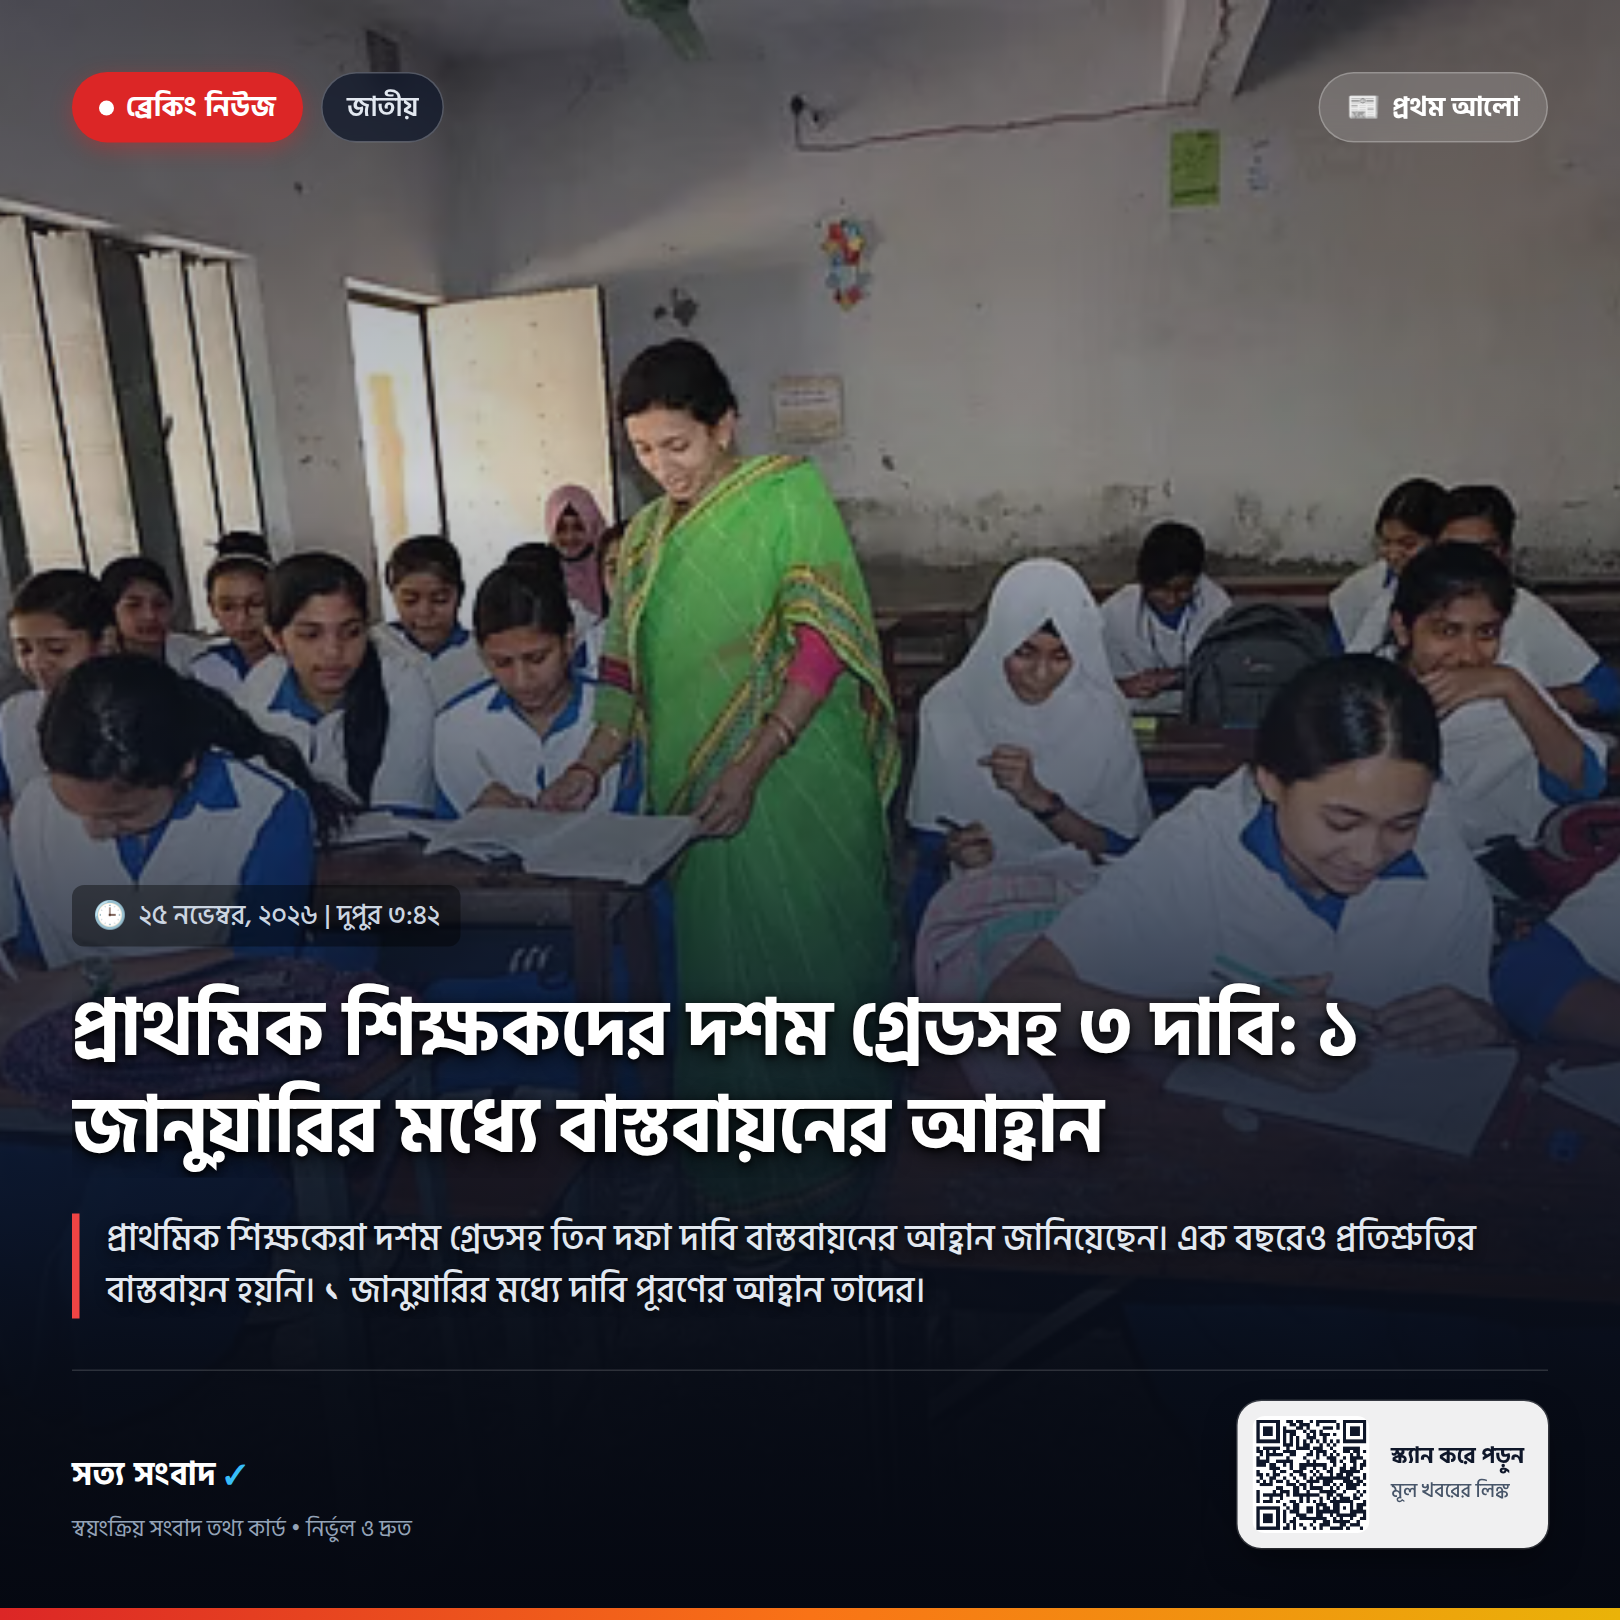 ব্রেকিং নিউজ
জাতীয়
প্রথম আলো
২৫ নভেম্বর, ২০২৬ | দুপুর ৩:৪২
প্রাথমিক শিক্ষকদের দশম গ্রেডসহ ৩ দাবি: ১
জানুয়ারির মধ্যে বাস্তবায়নের আহ্বান
প্রাথমিক শিক্ষকেরা দশম গ্রেডসহ তিন দফা দাবি বাস্তবায়নের আহ্বান জানিয়েছেন। এক বছরেও প্রতিশ্রুতির
বাস্তবায়ন হয়নি। ১ জানুয়ারির মধ্যে দাবি পূরণের আহ্বান তাদের।
সত্য সংবাদ ✓
স্বয়ংক্রিয় সংবাদ তথ্য কার্ড • নির্ভুল ও দ্রুত
স্ক্যান করে পড়ুন
মূল খবরের লিঙ্ক